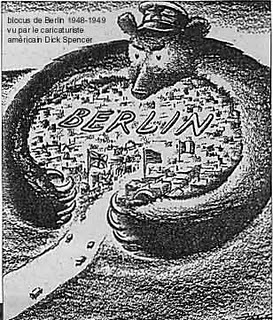 blocus de Berlin 1948-1949
vu par le caricaturiste
américain Dick Spencer
BERLIN